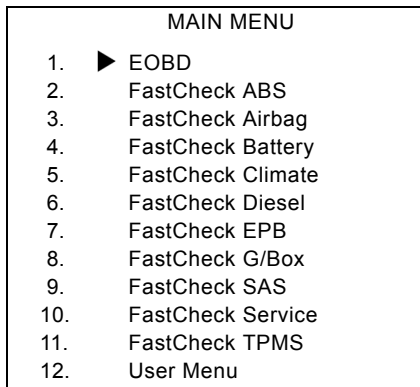 MAIN MENU
1. ▶ EOBD
2. FastCheck ABS
3. FastCheck Airbag
4. FastCheck Battery
5. FastCheck Climate
6. FastCheck Diesel
7. FastCheck EPB
8. FastCheck G/Box
9. FastCheck SAS
10. FastCheck Service
11. FastCheck TPMS
12. User Menu